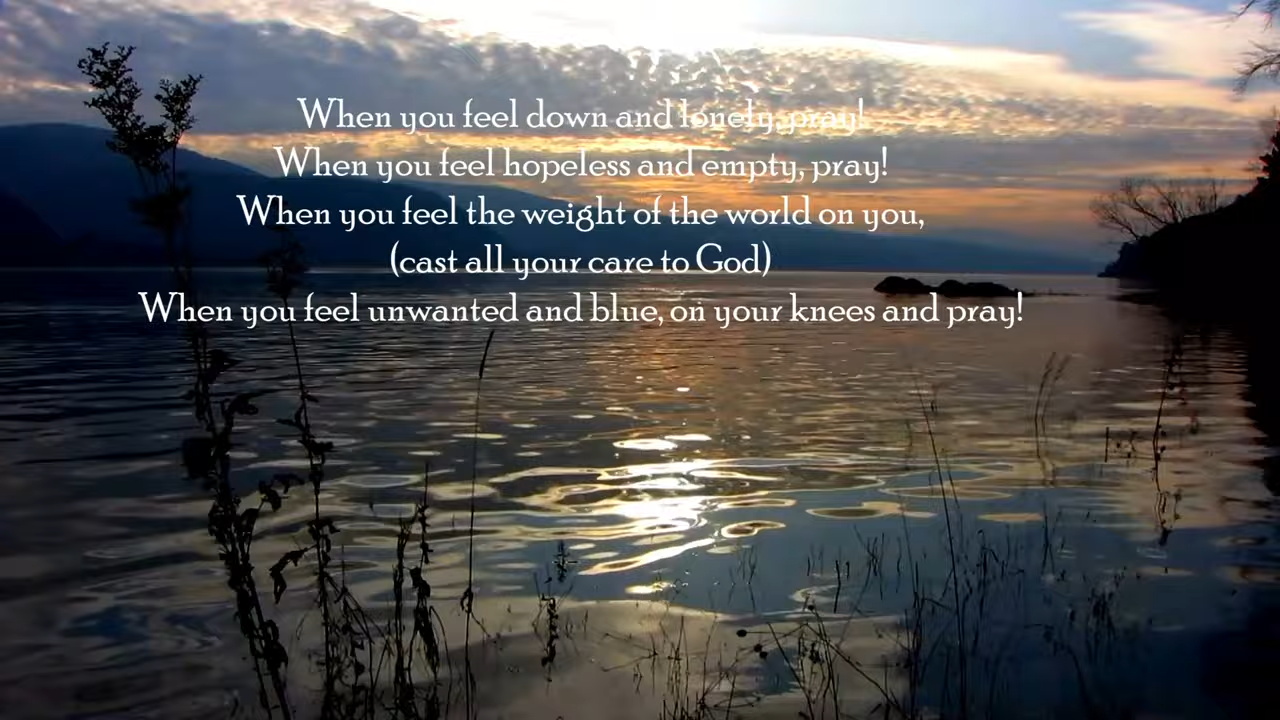 When you feel down and lonely, pray!
When you feel hopeless and empty, pray!
When you feel the weight of the world on you,
(cast all your care to God)
When you feel unwanted and blue, on your knees and pray!